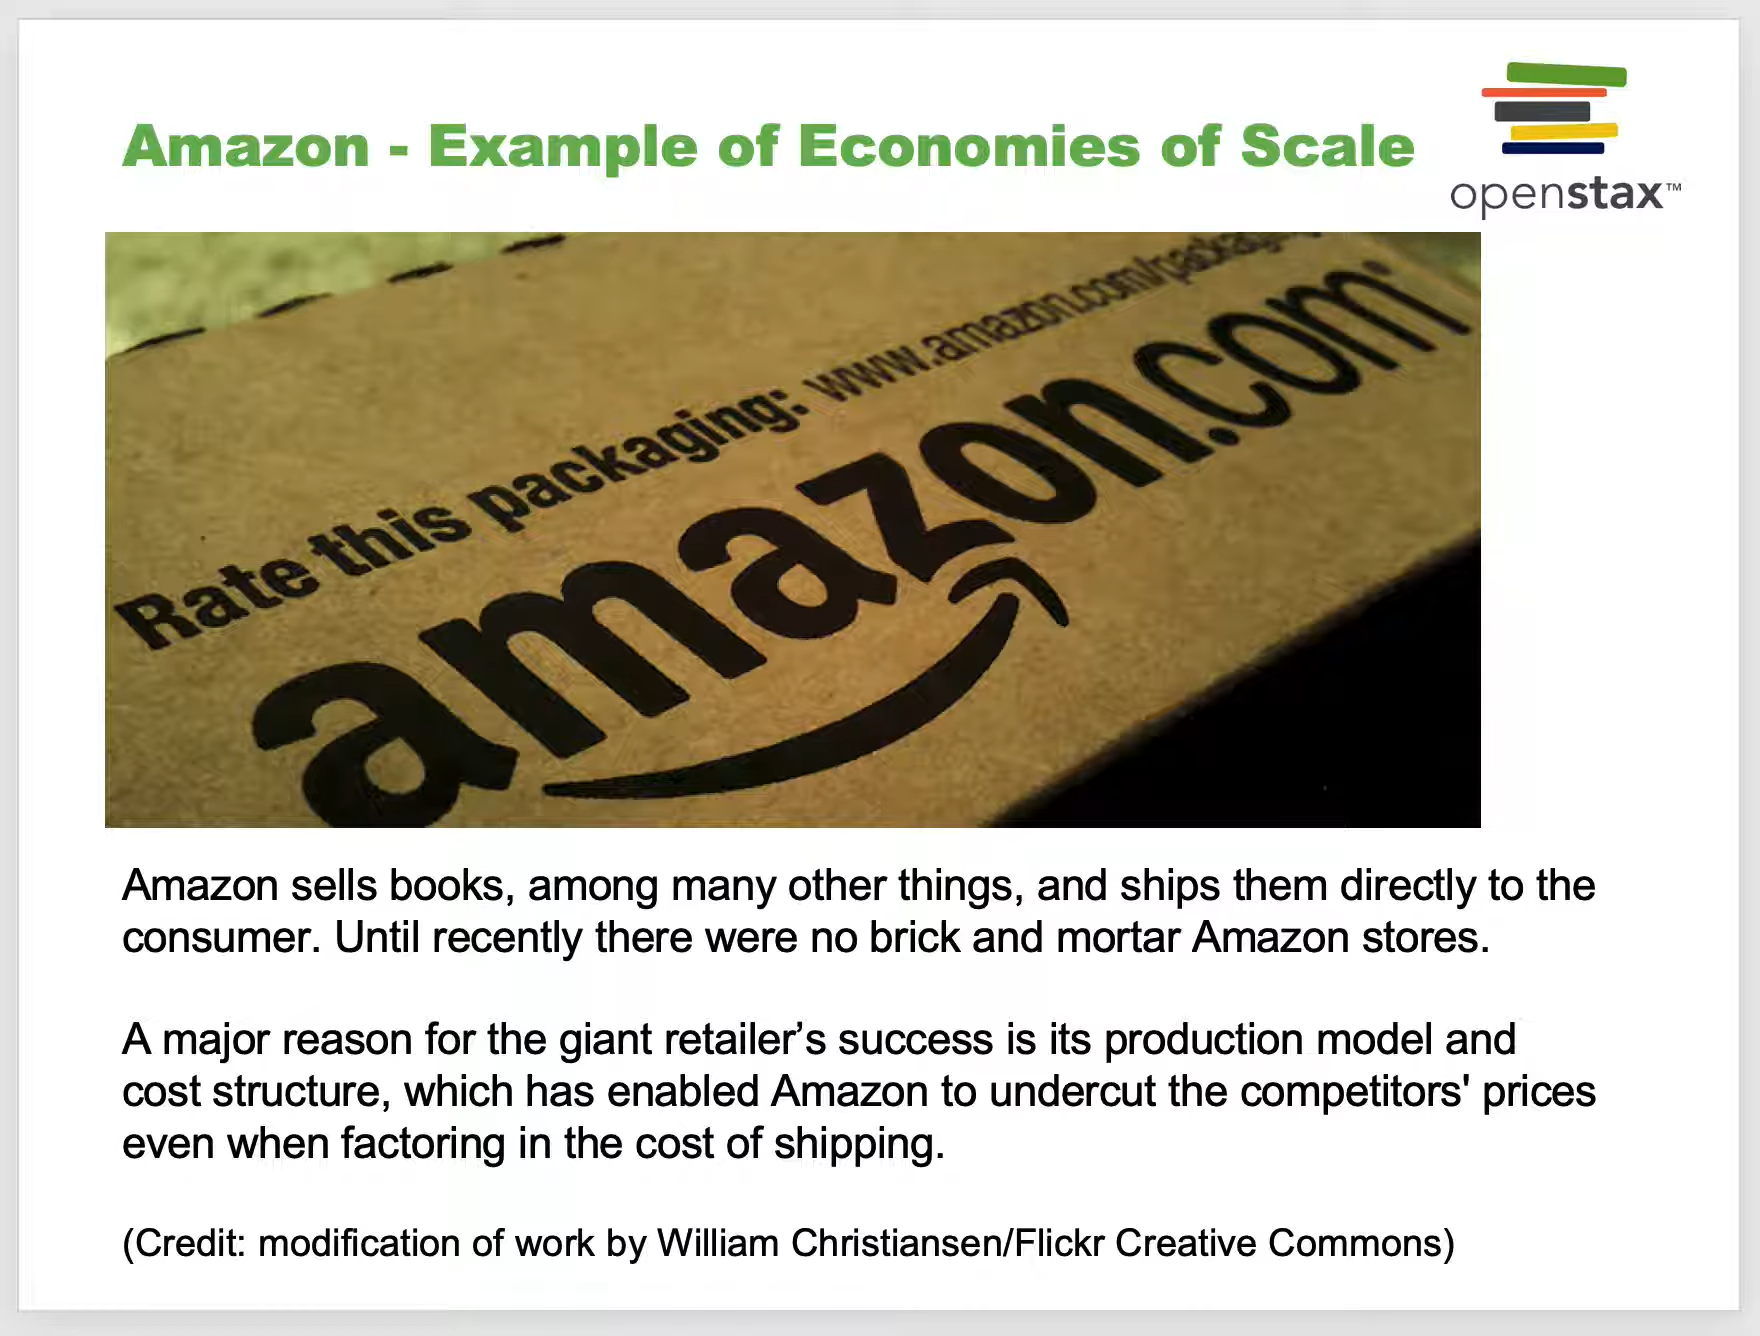 Amazon - Example of Economies of Scale
openstax™
Rate this packaging: www.amazon.com/packaging
amazon.com
Amazon sells books, among many other things, and ships them directly to the
consumer. Until recently there were no brick and mortar Amazon stores.
A major reason for the giant retailer’s success is its production model and
cost structure, which has enabled Amazon to undercut the competitors' prices
even when factoring in the cost of shipping.
(Credit: modification of work by William Christiansen/Flickr Creative Commons)